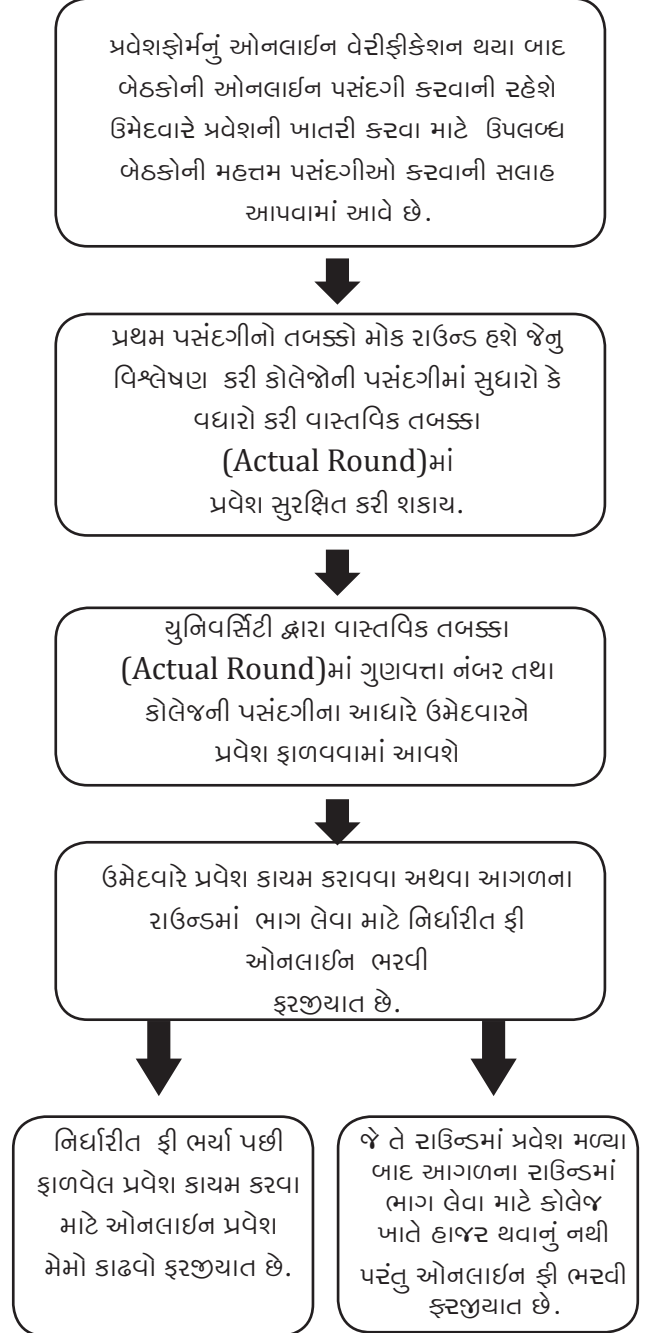 પ્રવેશફોર્મનું ઓનલાઈન વેરીફીકેશન થયા બાદ
બેઠકોની ઓનલાઈન પસંદગી કરવાની રહેશે
ઉમેદવારે પ્રવેશની ખાતરી કરવા માટે ઉપલબ્ધ
બેઠકોની મહત્તમ પસંદગીઓ કરવાની સલાહ
આપવામાં આવે છે.
પ્રથમ પસંદગીનો તબક્કો મોક રાઉન્ડ હશે જેનુ
વિશ્લેષણ કરી કોલેજોની પસંદગીમાં સુધારો કે
વધારો કરી વાસ્તવિક તબક્કા
(Actual Round)માં
પ્રવેશ સુરક્ષિત કરી શકાય.
યુનિવર્સિટી દ્વારા વાસ્તવિક તબક્કા
(Actual Round)માં ગુણવત્તા નંબર તથા
કોલેજની પસંદગીના આધારે ઉમેદવારને
પ્રવેશ ફાળવવામાં આવશે
ઉમેદવારે પ્રવેશ કાયમ કરાવવા અથવા આગળના
રાઉન્ડમાં ભાગ લેવા માટે નિર્ધારીત ફી
ઓનલાઈન ભરવી
ફરજીયાત છે.
નિર્ધારીત ફી ભર્યા પછી
ફાળવેલ પ્રવેશ કાયમ કરવા
માટે ઓનલાઈન પ્રવેશ
મેમો કાઢવો ફરજીયાત છે.
જે તે રાઉન્ડમાં પ્રવેશ મળ્યા
બાદ આગળના રાઉન્ડમાં
ભાગ લેવા માટે કોલેજ
ખાતે હાજર થવાનું નથી
પરંતુ ઓનલાઈન ફી ભરવી
ફરજીયાત છે.